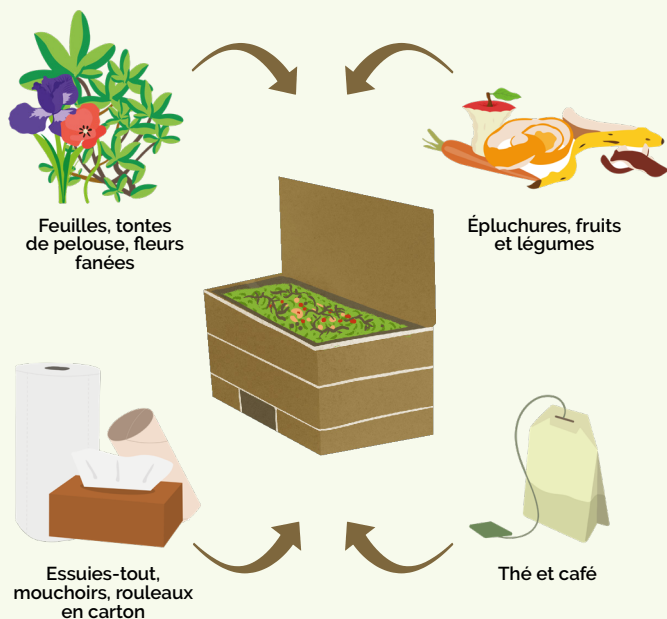 Feuilles, tontes
de pelouse, fleurs
fanées
Épluchures, fruits
et légumes
Essuies-tout,
mouchoirs, rouleaux
en carton
Thé et café